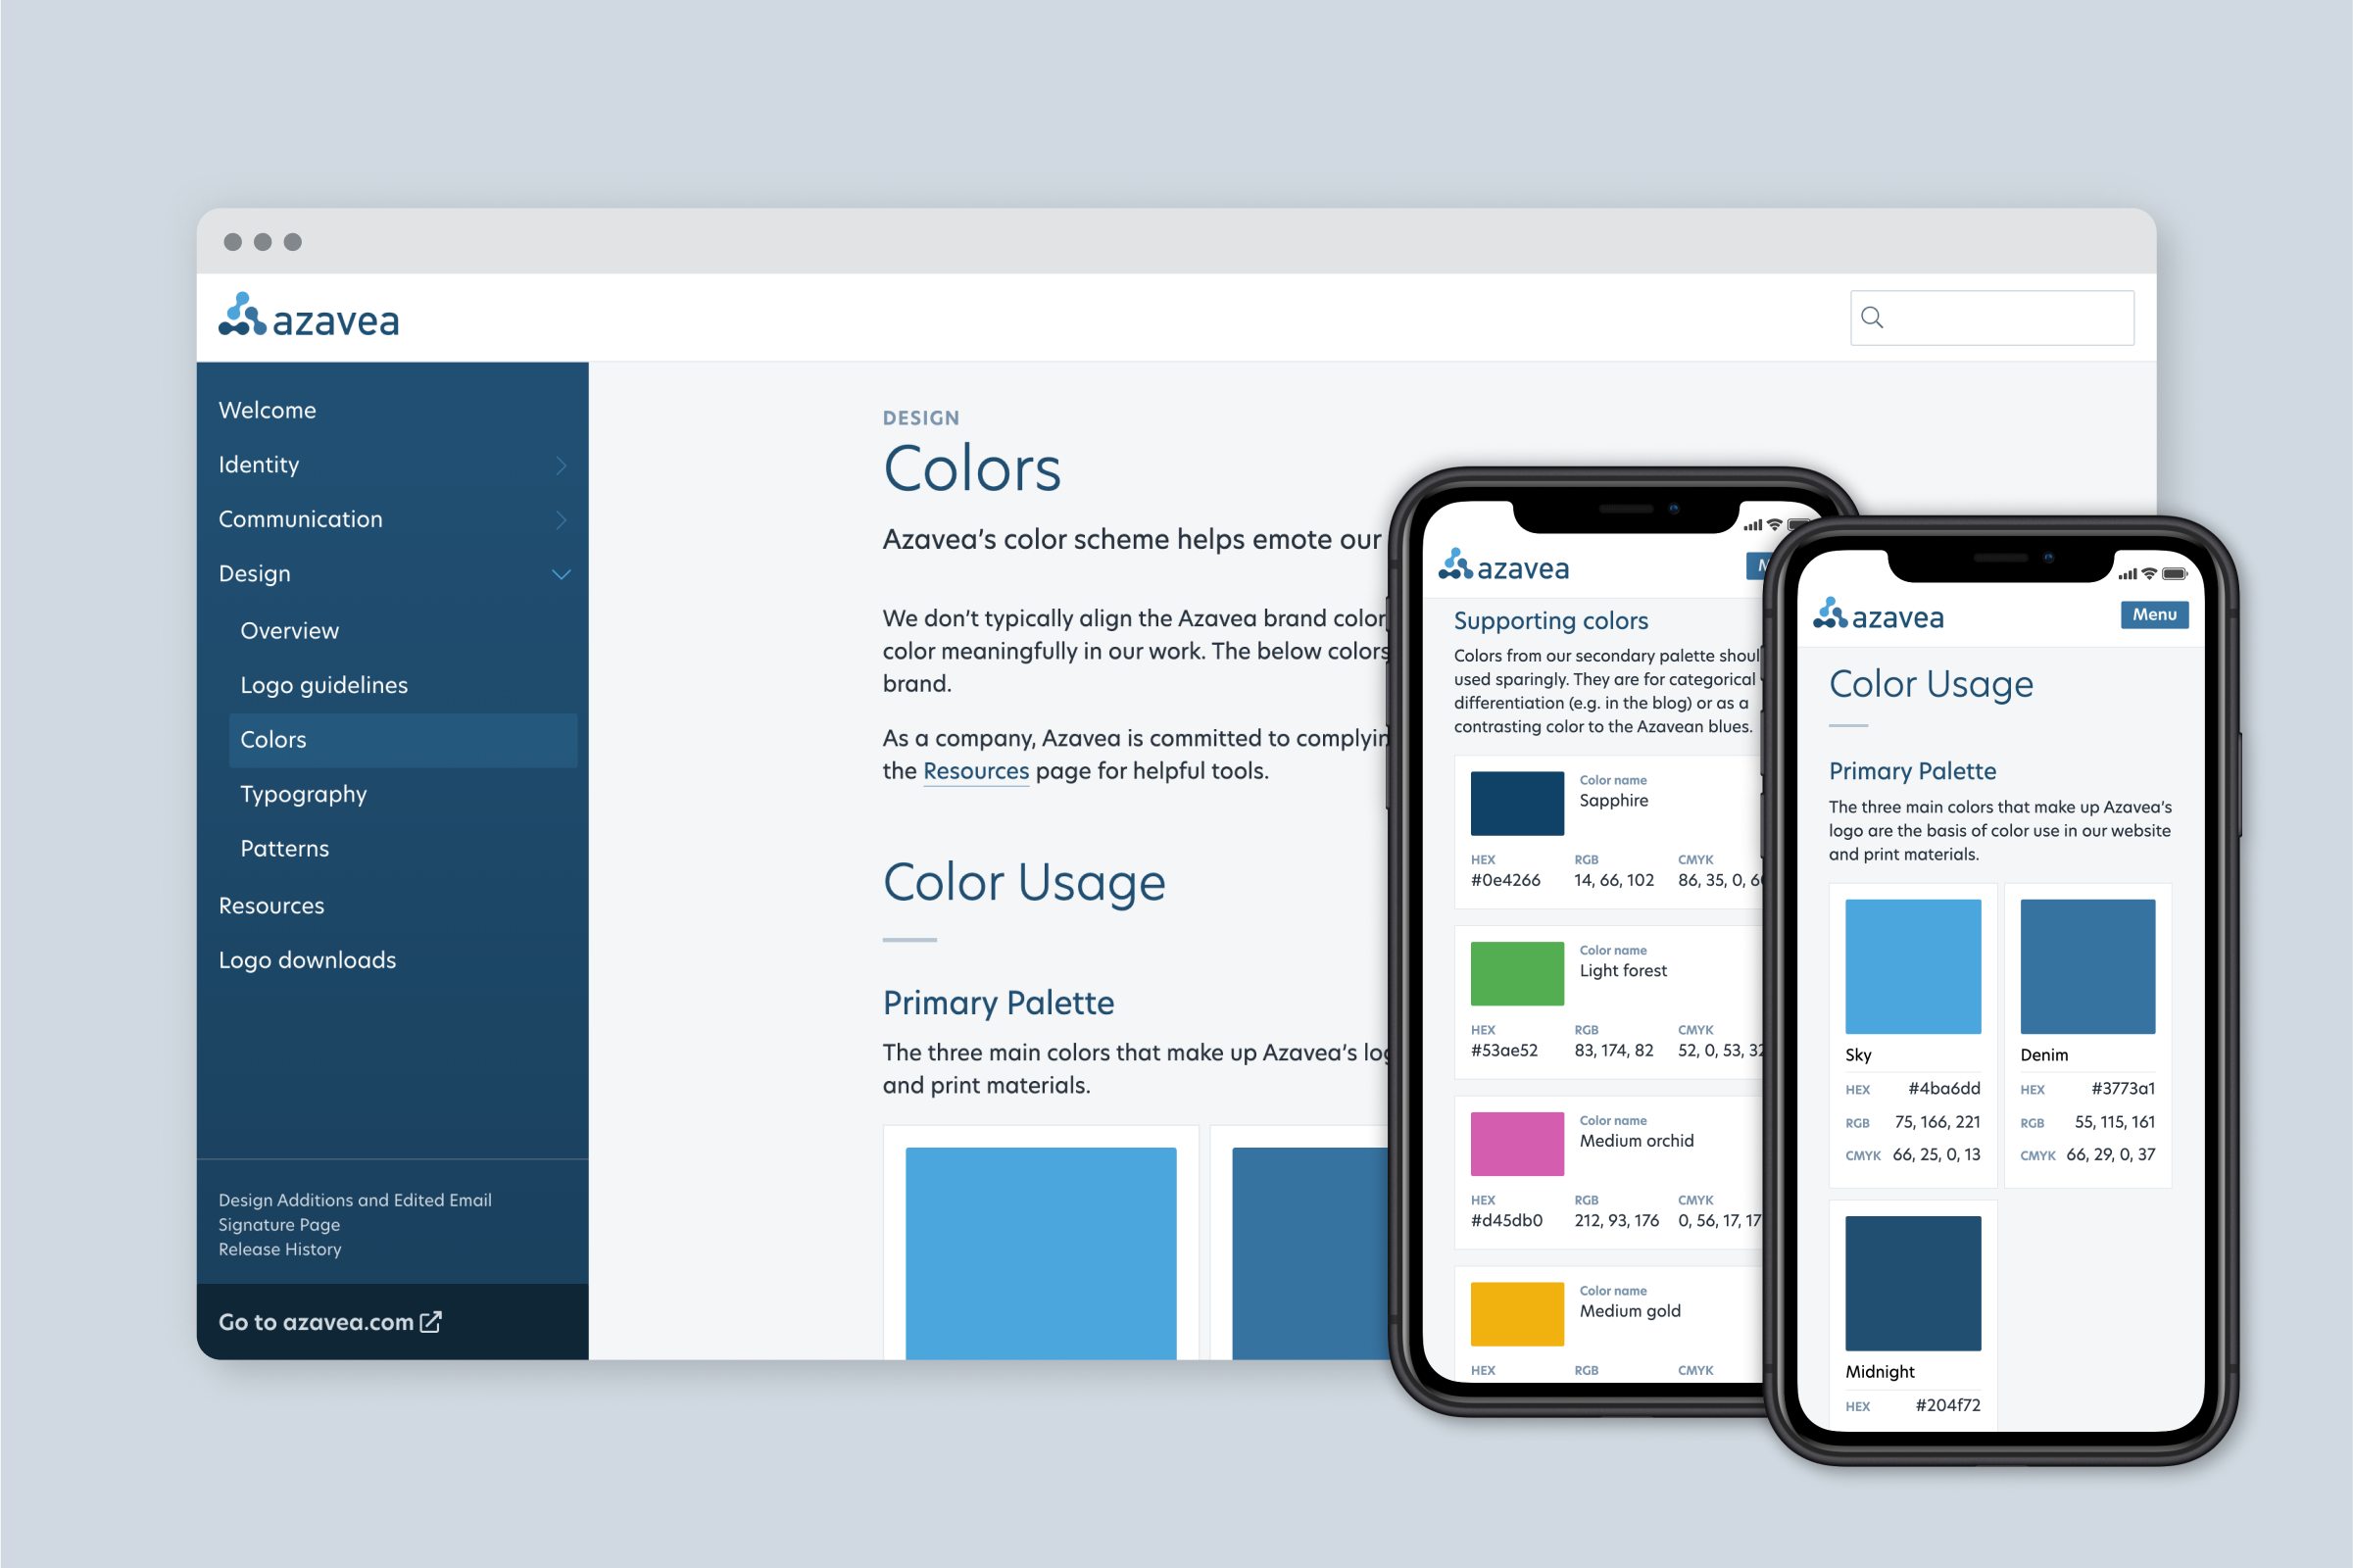 azavea
Welcome
Identity
Communication
Design
Overview
Logo guidelines
Colors
Typography
Patterns
Resources
Logo downloads
Design Additions and Edited Email
Signature Page
Release History
Go to azavea.com
DESIGN
Colors
Azavea's color scheme helps emote our
We don't typically align the Azavea brand color
color meaningfully in our work. The below colors
brand.
As a company, Azavea is committed to
the Resources page for helpful tools.
Color Usage
Primary Palette
The three main colors that make up Azavea's
and print materials.
azavea
Supporting colors
Colors from our secondary palette
used sparingly. They are for categorical
differentiation (e.g. in the blog) or as a
contrasting color to the Azavean blues.
Color name
Sapphire
HEX RGB CMYK
#0e4266 14, 66, 102 86, 35, 0,
Color name
Light forest
HEX RGB CMYK
#53ae52 83, 174, 82 52, 0, 53, 32
Color name
Medium orchid
HEX RGB CMYK
#d45db0 212, 93, 176 0, 56, 17, 17
Color name
Medium gold
HEX RGB CMYK
azavea
Menu
Color Usage
Primary Palette
The three main colors that make up Azavea's
logo are the basis of color use in our website
and print materials.
Sky
HEX #4ba6dd
RGB 75, 166, 221
CMYK 66, 25, 0, 13
Denim
HEX #3773a1
RGB 55, 115, 161
CMYK 66, 29, 0, 37
Midnight
HEX #204f72